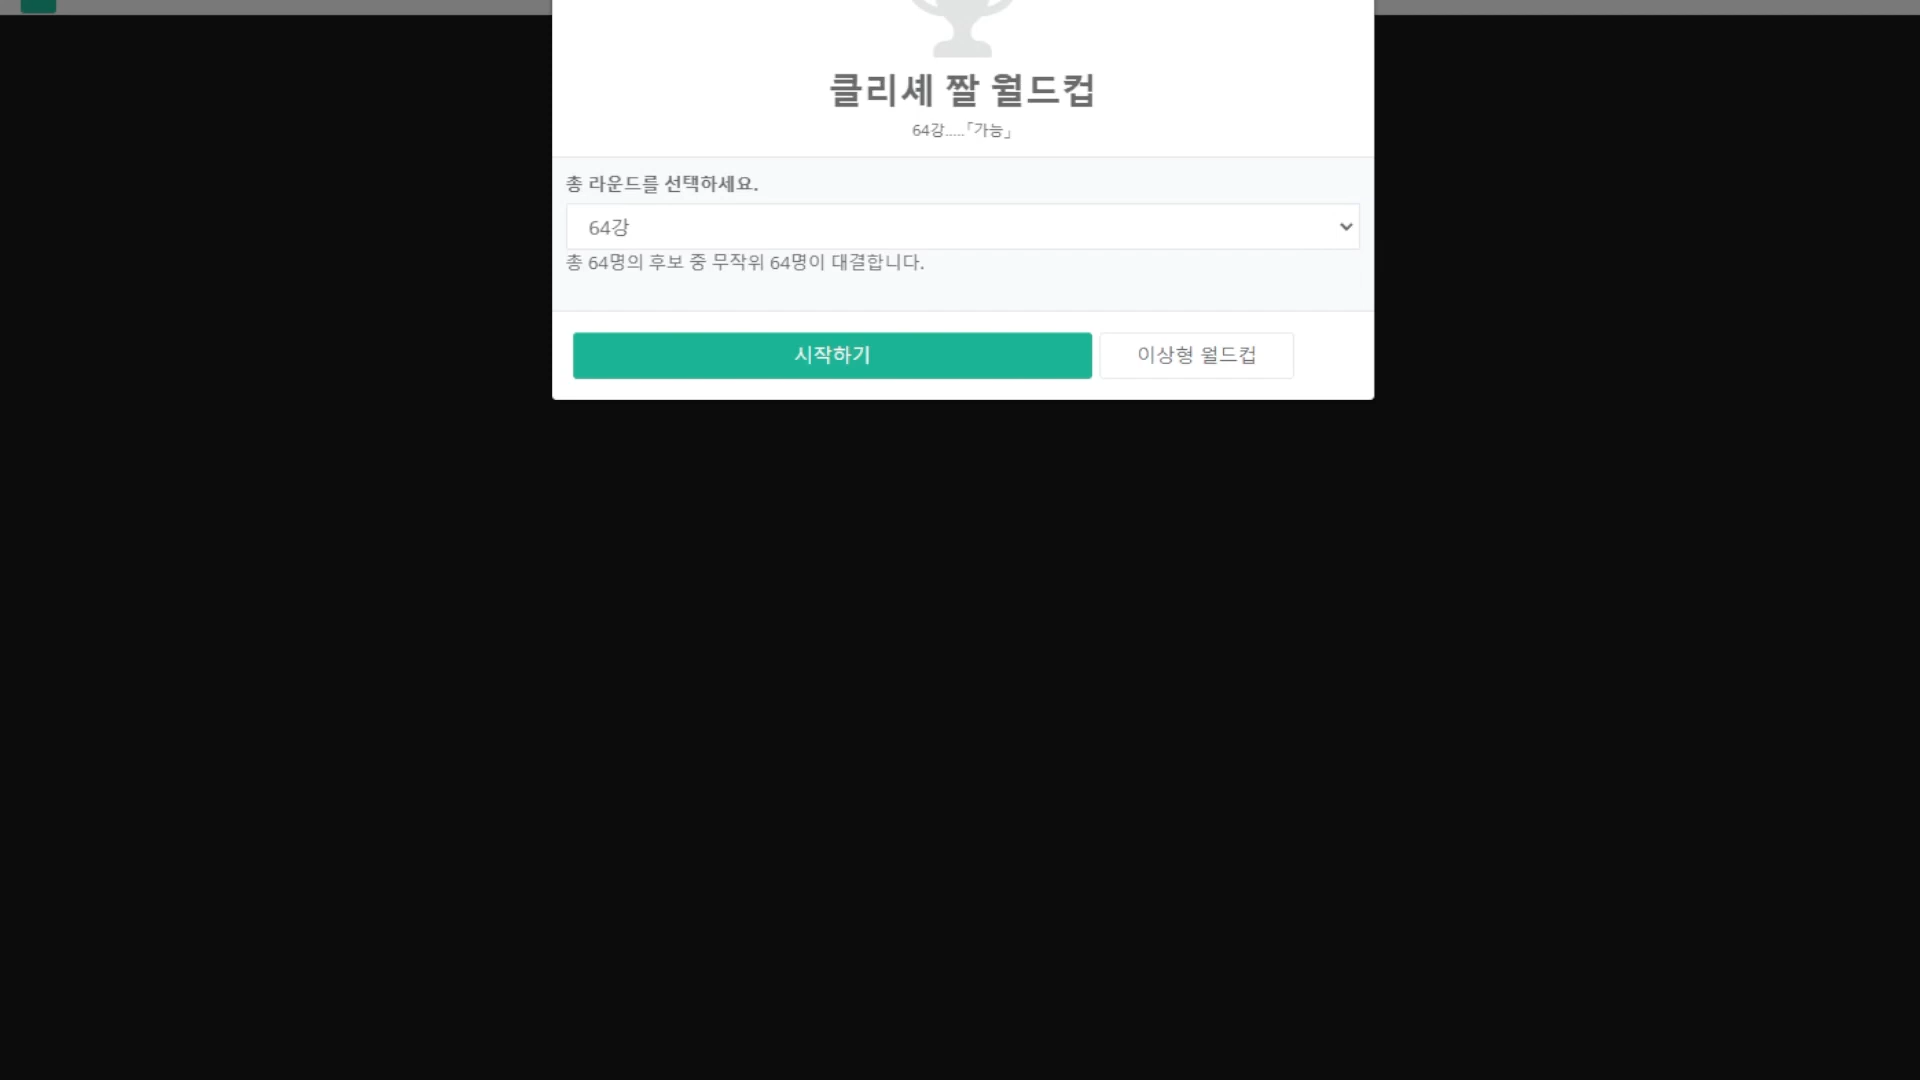 클리셰 짤 월드컵
64강.....「가능」
총 라운드를 선택하세요.
64강
총 64명의 후보 중 무작위 64명이 대결합니다.
시작하기
이상형 월드컵